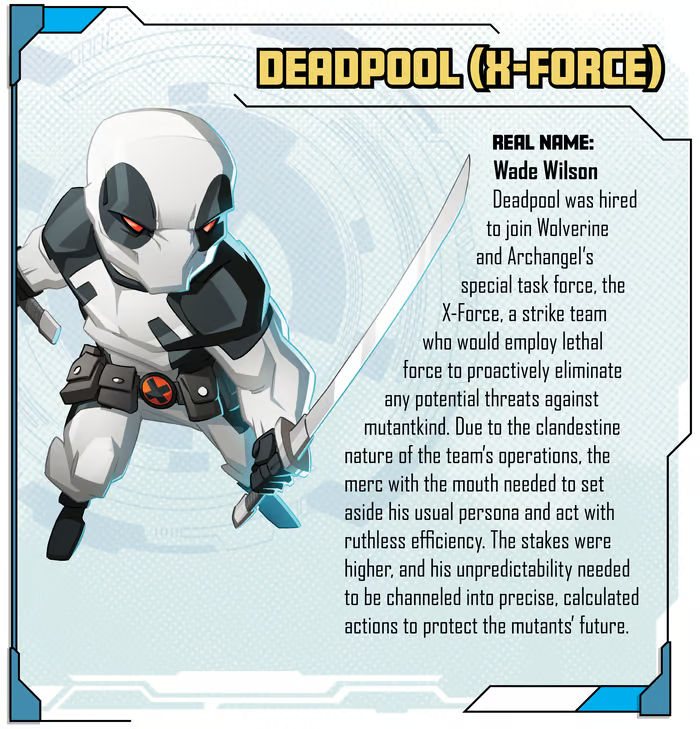 DEADPOOL (X-FORCE)
REAL NAME:
Wade Wilson
Deadpool was hired
to join Wolverine
and Archangel's
special task force, the
X-Force, a strike team
who would employ lethal
force to proactively eliminate
any potential threats against
mutantkind. Due to the clandestine
nature of the team's operations, the
merc with the mouth needed to set
aside his usual persona and act with
ruthless efficiency. The stakes were
higher, and his unpredictability needed
to be channeled into precise, calculated
actions to protect the mutants' future.